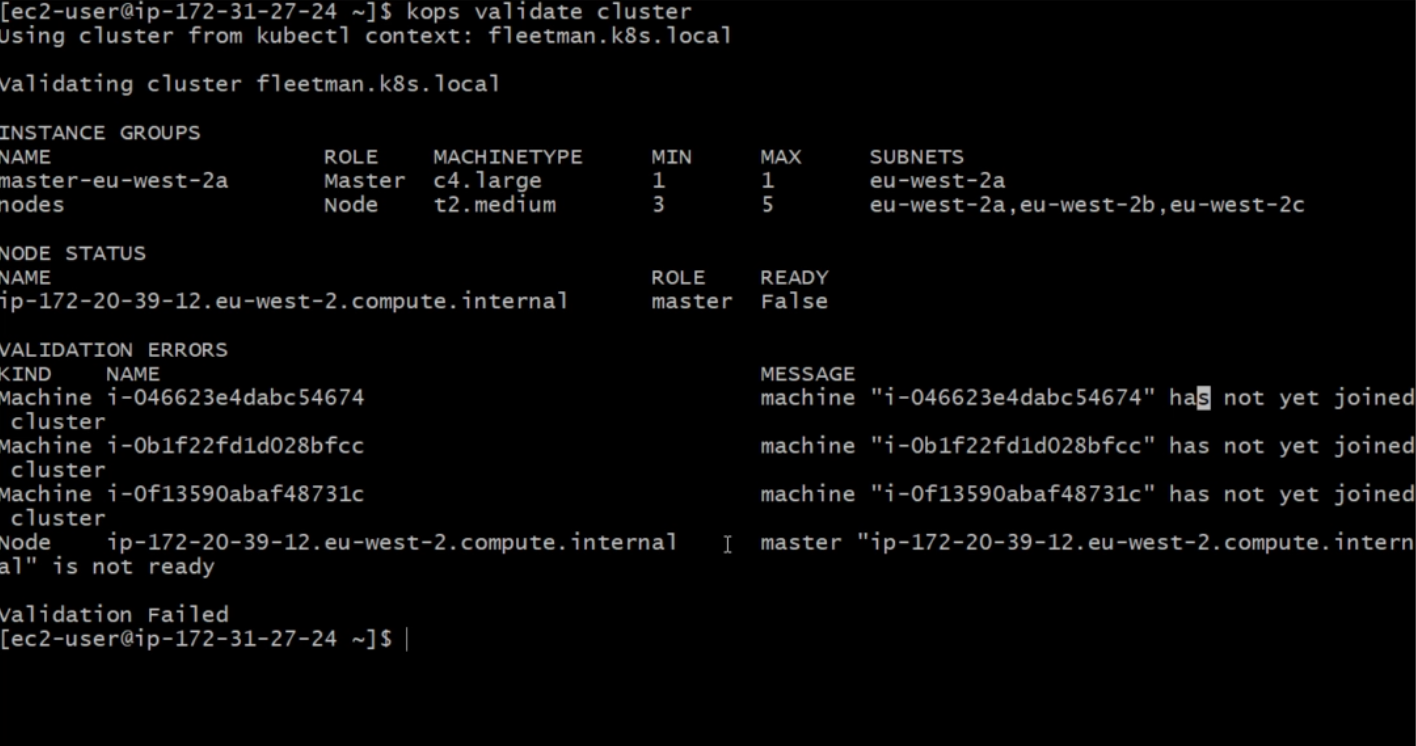 [ec2-user@ip-172-31-27-24 ~]$ kops validate cluster
Using cluster from kubectl context: fleetman.k8s.local
Validating cluster fleetman.k8s.local
INSTANCE GROUPS
NAME ROLE MACHINETYPE MIN MAX SUBNETS
master-eu-west-2a Master c4.large 1 1 eu-west-2a
nodes Node t2.medium 3 5 eu-west-2a,eu-west-2b,eu-west-2c
NODE STATUS
NAME ROLE READY
ip-172-20-39-12.eu-west-2.compute.internal master False
VALIDATION ERRORS
KIND NAME MESSAGE
Machine i-046623e4dabc54674 machine "i-046623e4dabc54674" has not yet joined
cluster
Machine i-0b1f22fd1d028bfcc machine "i-0b1f22fd1d028bfcc" has not yet joined
cluster
Machine i-0f13590abaf48731c machine "i-0f13590abaf48731c" has not yet joined
cluster
Node ip-172-20-39-12.eu-west-2.compute.internal master "ip-172-20-39-12.eu-west-2.compute.intern
al" is not ready
Validation Failed
[ec2-user@ip-172-31-27-24 ~]$